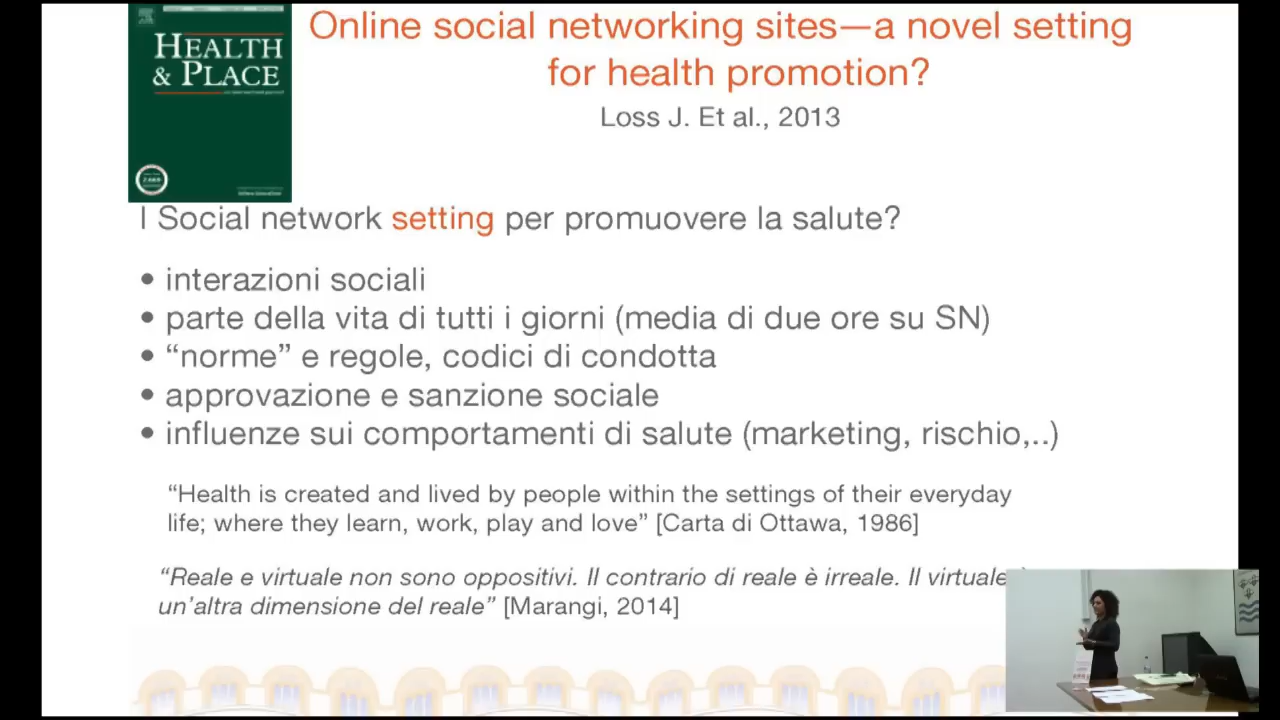 HEALTH
& PLACE
Online social networking sites—a novel setting
for health promotion?
Loss J. Et al., 2013
I Social network setting per promuovere la salute?
• interazioni sociali
• parte della vita di tutti i giorni (media di due ore su SN)
• “norme” e regole, codici di condotta
• approvazione e sanzione sociale
• influenze sui comportamenti di salute (marketing, rischio,..)
“Health is created and lived by people within the settings of their everyday
life; where they learn, work, play and love” [Carta di Ottawa, 1986]
“Reale e virtuale non sono oppositivi. Il contrario di reale è irreale. Il virtuale
un’altra dimensione del reale” [Marangi, 2014]